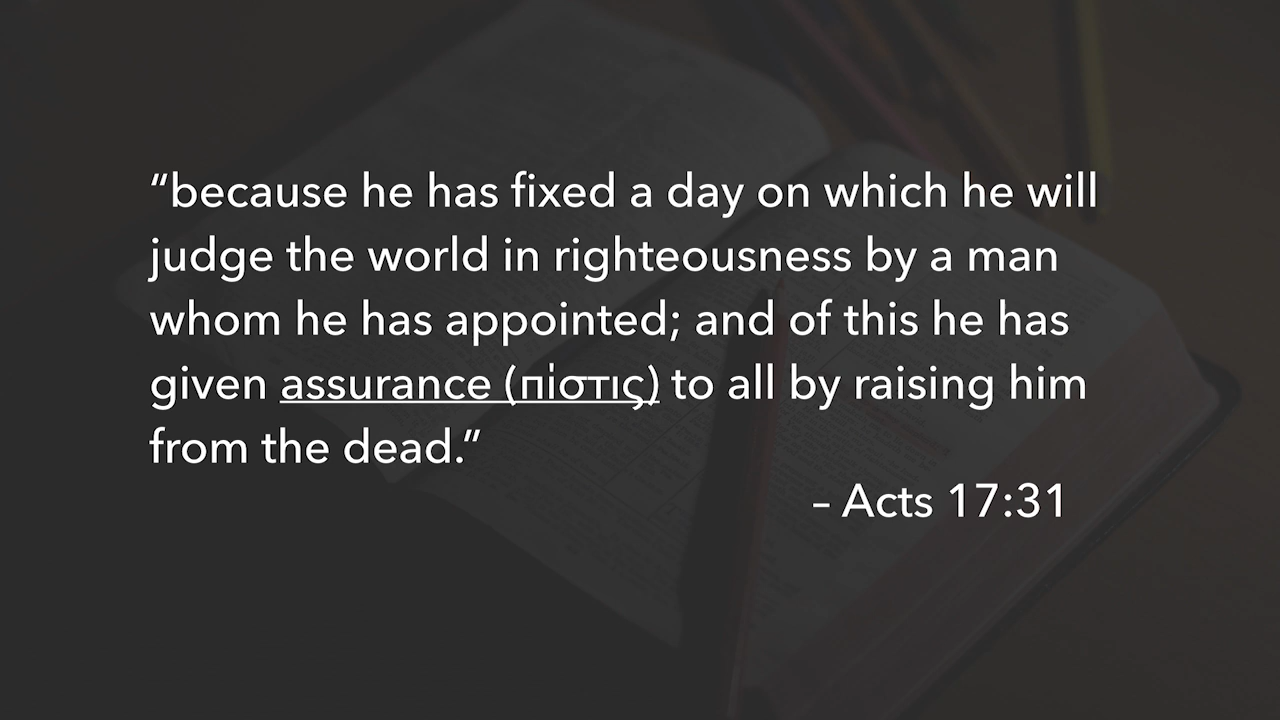 “because he has fixed a day on which he will
judge the world in righteousness by a man
whom he has appointed; and of this he has
given assurance (πίστις) to all by raising him
from the dead.”
– Acts 17:31